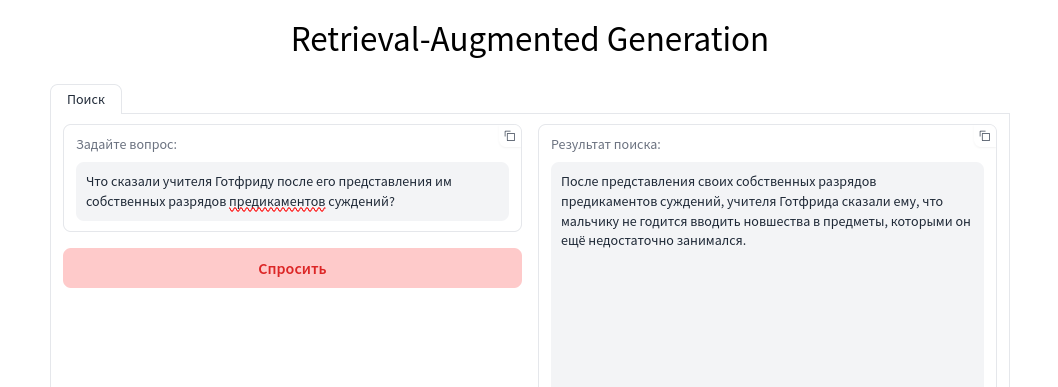 Retrieval-Augmented Generation
Поиск
Задайте вопрос:
Что сказали учителя Готфриду после его представления им
собственных разрядов предикаментов суждений?
Спросить
Результат поиска:
После представления своих собственных разрядов
предикаментов суждений, учителя Готфрида сказали ему, что
мальчику не годится вводить новшества в предметы, которыми он
ещё недостаточно занимался.